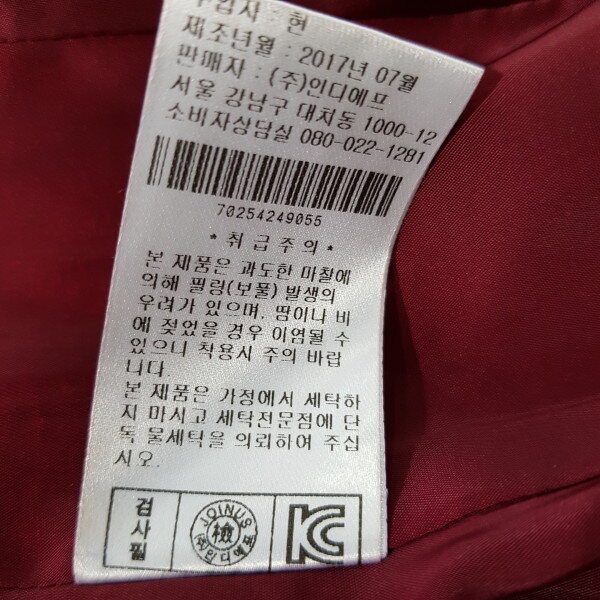 제조년월 : 2017년 07월
판매자 : (주)인디에프
서울 강남구 대치동 1000-12
소비자상담실 080-022-1281
70254249055
* 취급주의 *
본 제품은 과도한 마찰에
의해 필링(보풀) 발생의
우려가 있으며, 땀이나 비
에 젖었을 경우 이염될 수
있으니 착용시 주의 바랍
니다.
본 제품은 가정에서 세탁하
지 마시고 세탁전문점에 단
독 물세탁을 의뢰하여 주십
시오.
검사필
JOINUS
檢
(주)인디에프
KC